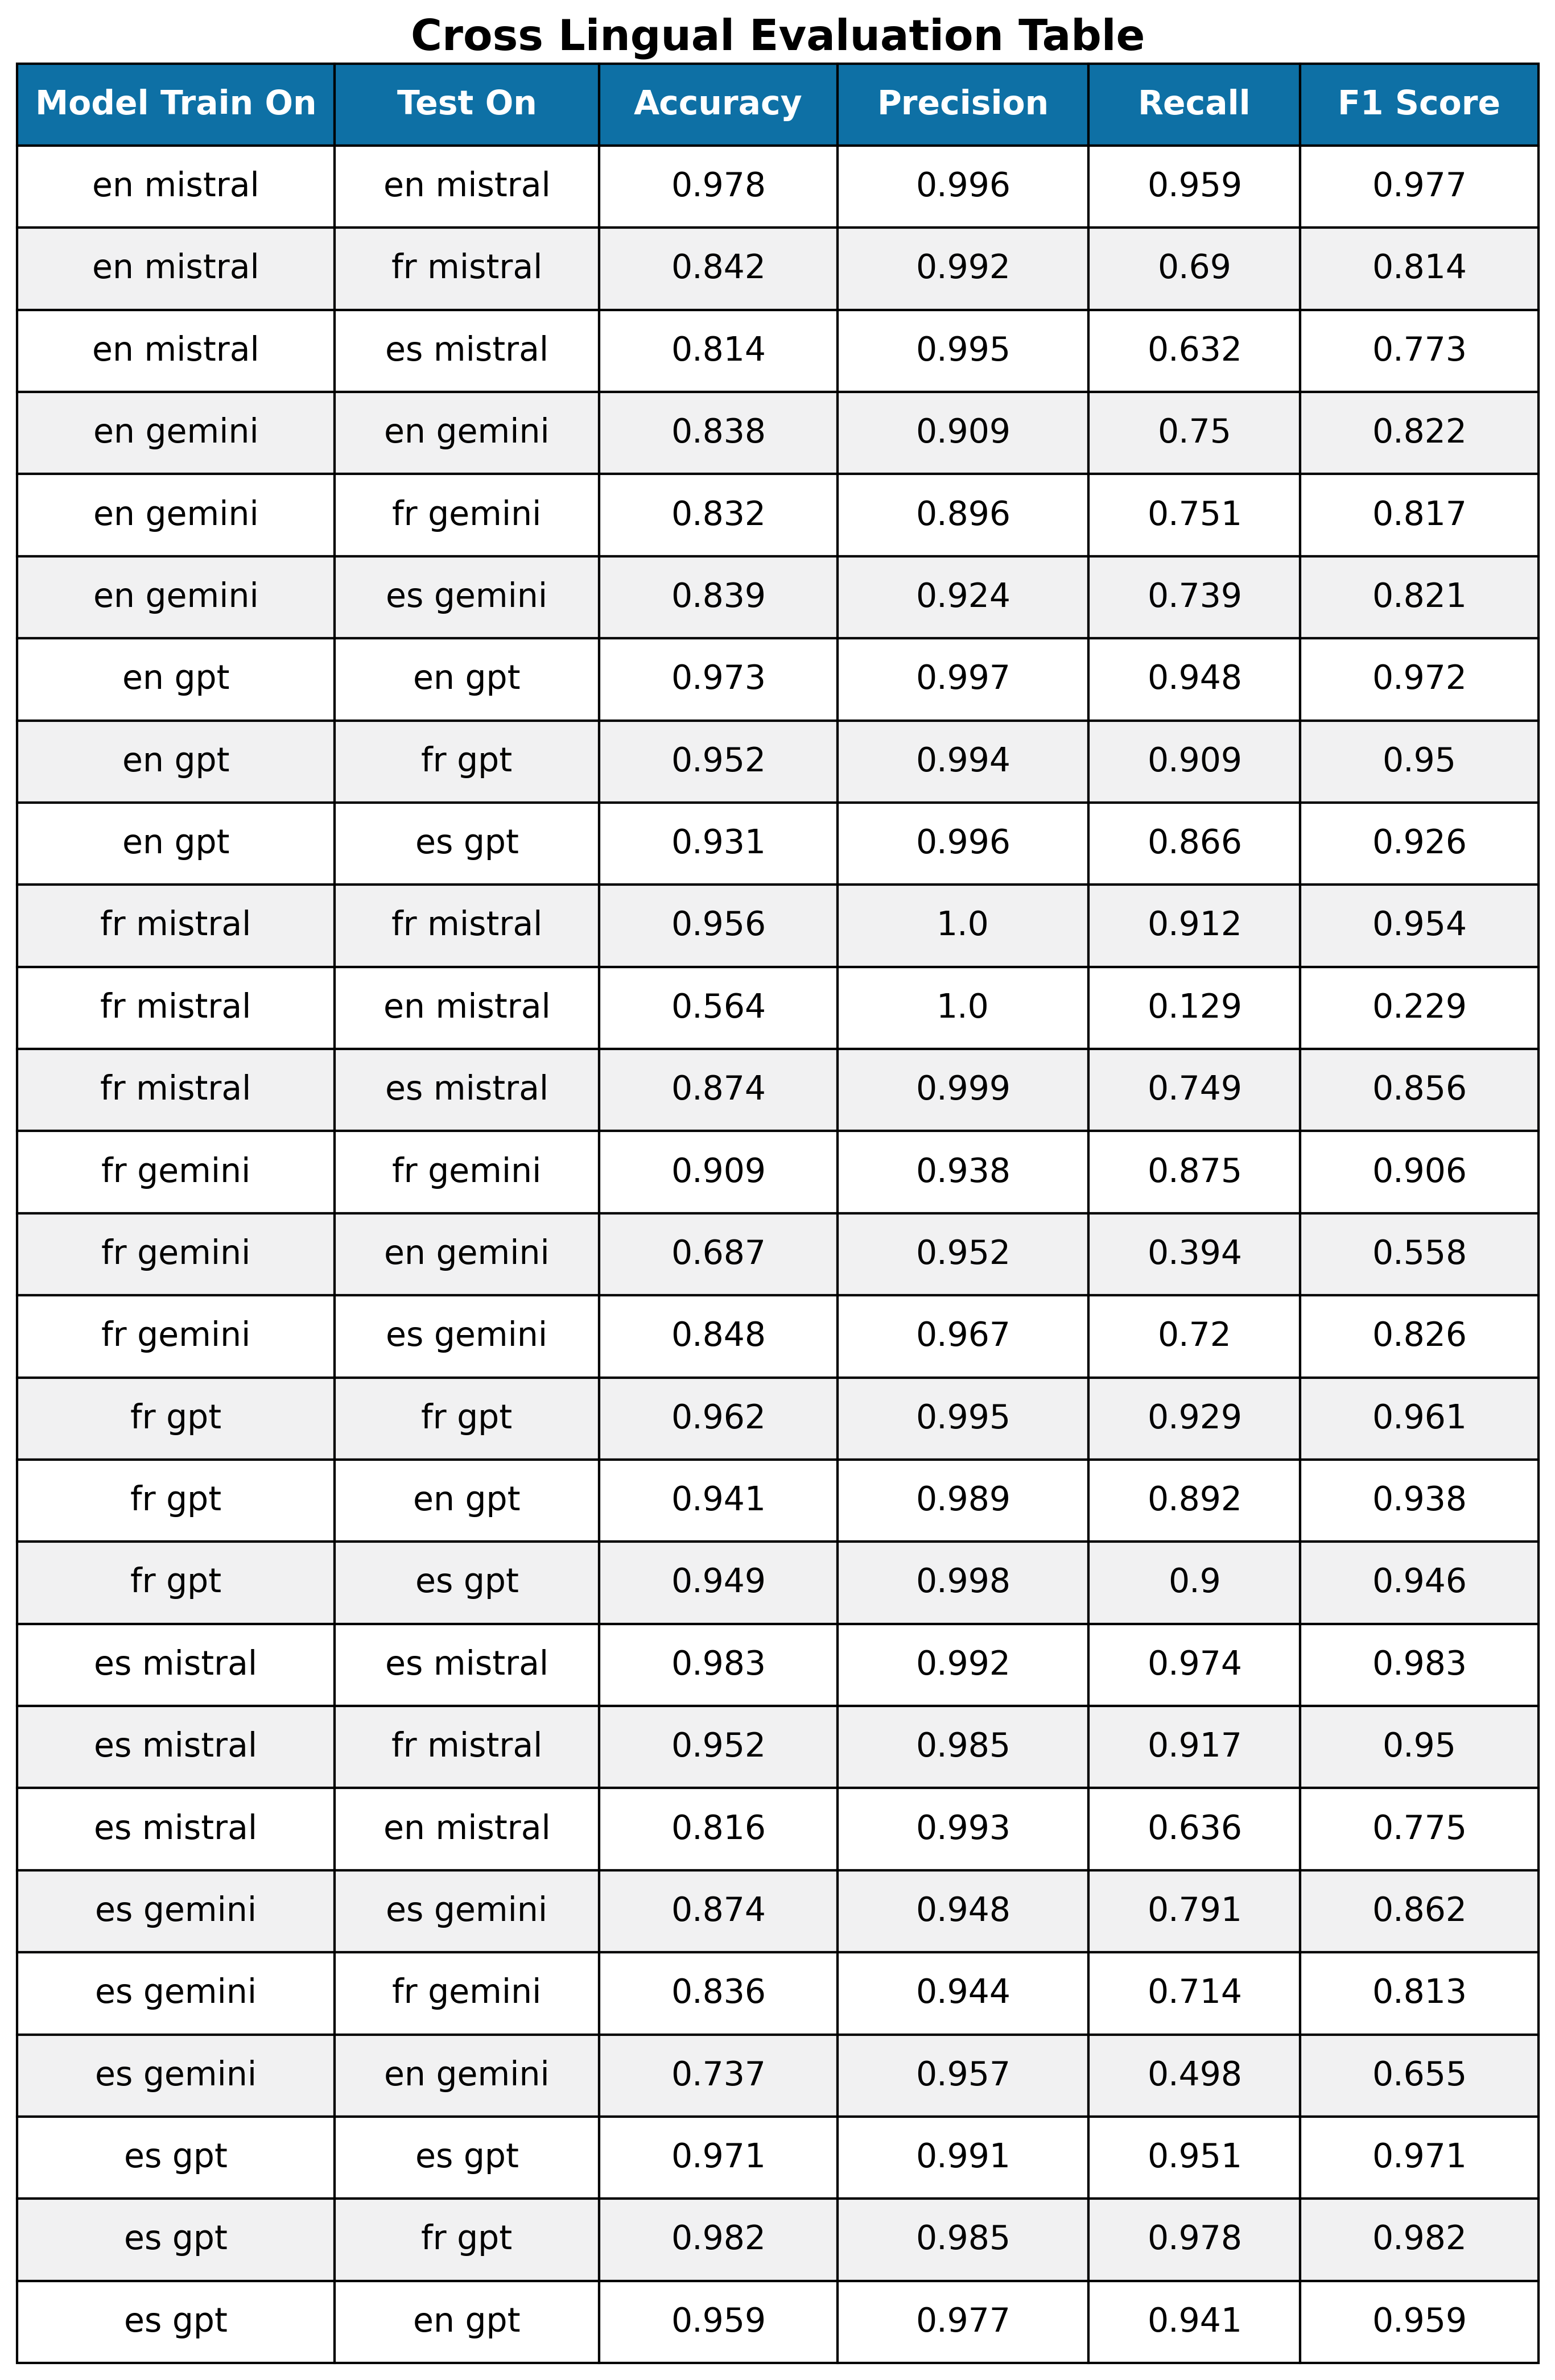 Cross Lingual Evaluation Table
Model Train On Test On Accuracy Precision Recall F1 Score
en mistral en mistral 0.978 0.996 0.959 0.977
en mistral fr mistral 0.842 0.992 0.69 0.814
en mistral es mistral 0.814 0.995 0.632 0.773
en gemini en gemini 0.838 0.909 0.75 0.822
en gemini fr gemini 0.832 0.896 0.751 0.817
en gemini es gemini 0.839 0.924 0.739 0.821
en gpt en gpt 0.973 0.997 0.948 0.972
en gpt fr gpt 0.952 0.994 0.909 0.95
en gpt es gpt 0.931 0.996 0.866 0.926
fr mistral fr mistral 0.956 1.0 0.912 0.954
fr mistral en mistral 0.564 1.0 0.129 0.229
fr mistral es mistral 0.874 0.999 0.749 0.856
fr gemini fr gemini 0.909 0.938 0.875 0.906
fr gemini en gemini 0.687 0.952 0.394 0.558
fr gemini es gemini 0.848 0.967 0.72 0.826
fr gpt fr gpt 0.962 0.995 0.929 0.961
fr gpt en gpt 0.941 0.989 0.892 0.938
fr gpt es gpt 0.949 0.998 0.9 0.946
es mistral es mistral 0.983 0.992 0.974 0.983
es mistral fr mistral 0.952 0.985 0.917 0.95
es mistral en mistral 0.816 0.993 0.636 0.775
es gemini es gemini 0.874 0.948 0.791 0.862
es gemini fr gemini 0.836 0.944 0.714 0.813
es gemini en gemini 0.737 0.957 0.498 0.655
es gpt es gpt 0.971 0.991 0.951 0.971
es gpt fr gpt 0.982 0.985 0.978 0.982
es gpt en gpt 0.959 0.977 0.941 0.959